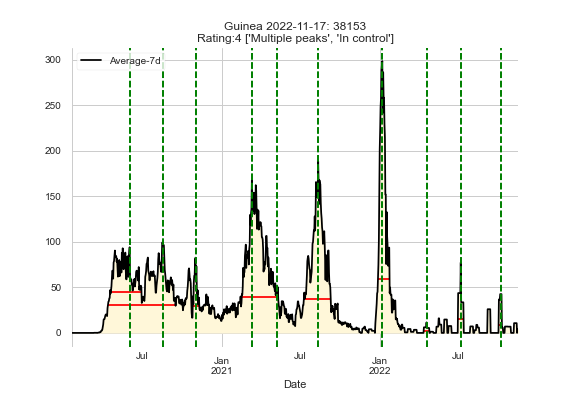 Guinea 2022-11-17: 38153
Rating:4 ['Multiple peaks', 'In control']
Average-7d
300
250
200
150
100
50
0
Jul
Jan
2021
Jul
Jan
2022
Jul
Date